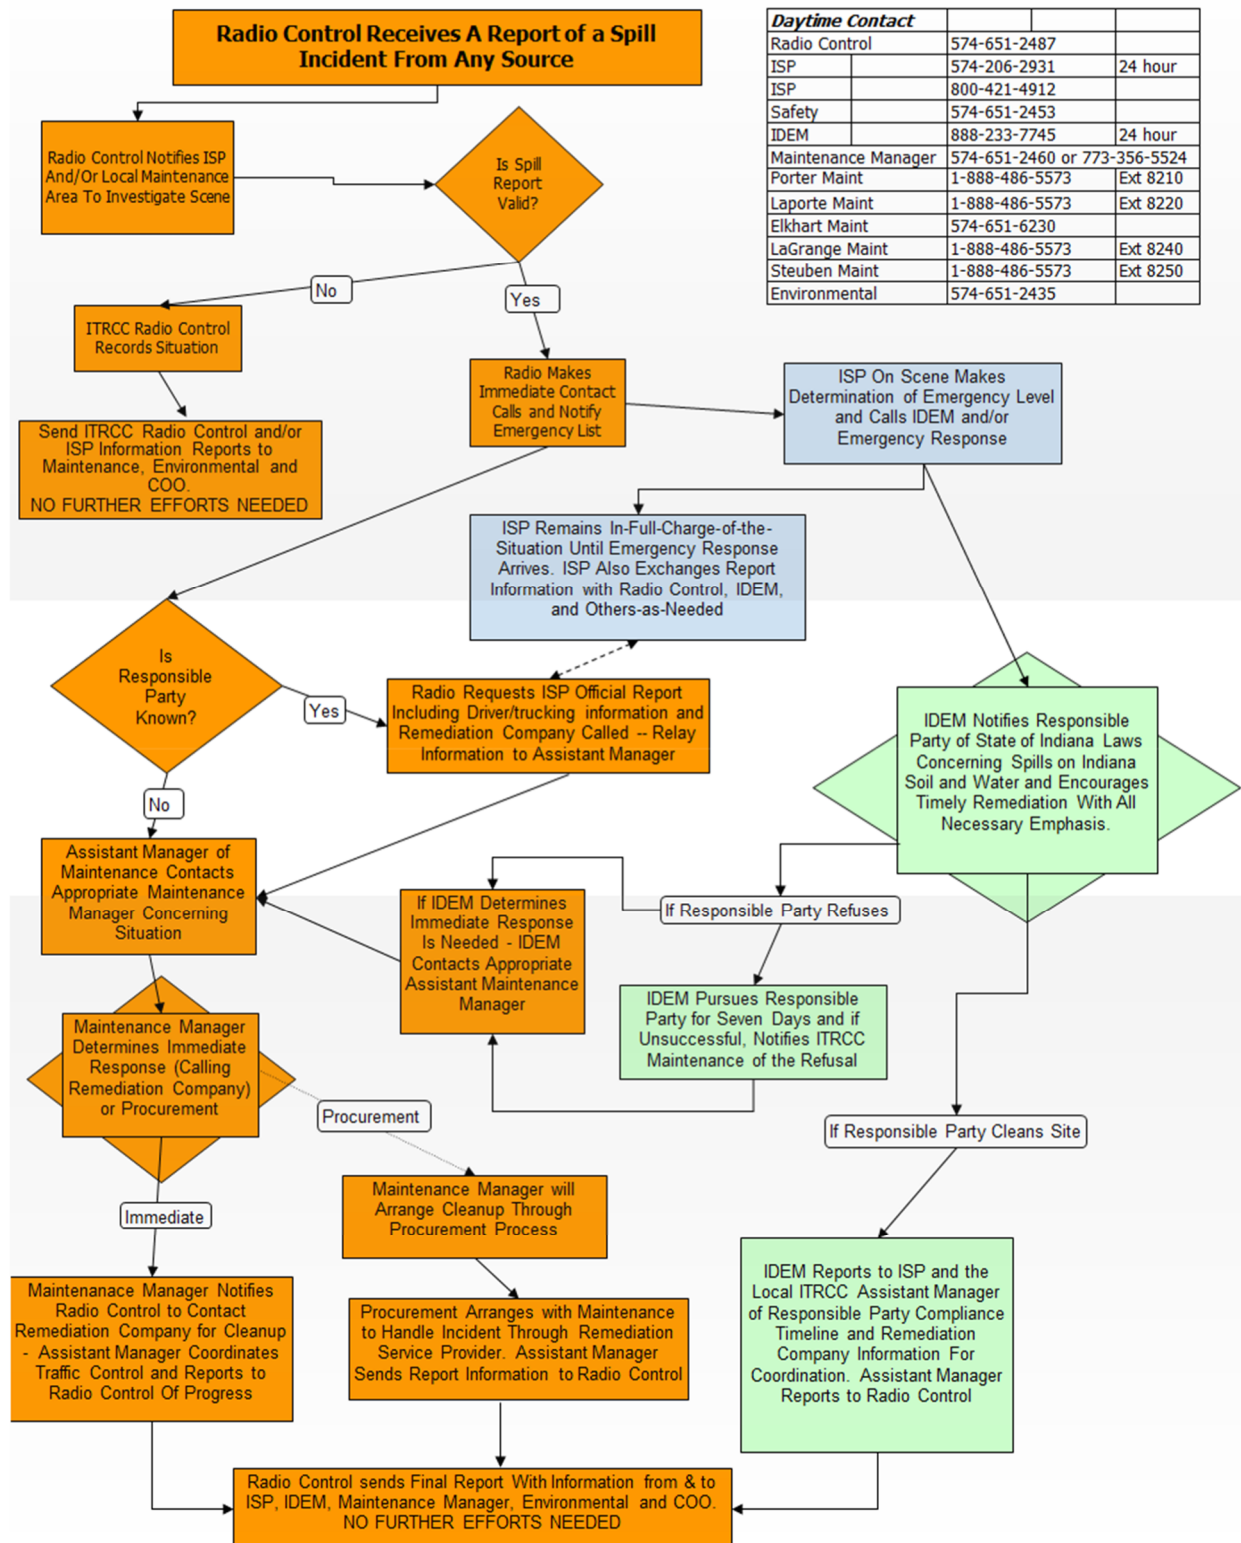 Radio Control Receives A Report of a Spill
Incident From Any Source
Daytime Contact
Radio Control 574-651-2487
ISP 574-206-2931 24 hour
ISP 800-421-4912
Safety 574-651-2453
IDEM 888-233-7745 24 hour
Maintenance Manager 574-651-2460 or 773-356-5524
Porter Maint 1-888-486-5573 Ext 8210
Laporte Maint 1-888-486-5573 Ext 8220
Elkhart Maint 574-651-6230
LaGrange Maint 1-888-486-5573 Ext 8240
Steuben Maint 1-888-486-5573 Ext 8250
Environmental 574-651-2435
Radio Control Notifies ISP
And/Or Local Maintenance
Area To Investigate Scene
Is Spill
Report
Valid?
No
Yes
ITRCC Radio Control
Records Situation
Send ITRCC Radio Control and/or
ISP Information Reports to
Maintenance, Environmental and
COO.
NO FURTHER EFFORTS NEEDED
Radio Makes
Immediate Contact
Calls and Notify
Emergency List
ISP On Scene Makes
Determination of Emergency Level
and Calls IDEM and/or
Emergency Response
ISP Remains In-Full-Charge-of-the-
Situation Until Emergency Response
Arrives. ISP Also Exchanges Report
Information with Radio Control, IDEM,
and Others-as-Needed
Is
Responsible
Party
Known?
Yes
No
Radio Requests ISP Official Report
Including Driver/trucking information and
Remediation Company Called -- Relay
Information to Assistant Manager
IDEM Notifies Responsible
Party of State of Indiana Laws
Concerning Spills on Indiana
Soil and Water and Encourages
Timely Remediation With All
Necessary Emphasis.
Assistant Manager of
Maintenance Contacts
Appropriate Maintenance
Manager Concerning
Situation
If IDEM Determines
Immediate Response
Is Needed - IDEM
Contacts Appropriate
Assistant Maintenance
Manager
If Responsible Party Refuses
IDEM Pursues Responsible
Party for Seven Days and if
Unsuccessful, Notifies ITRCC
Maintenance of the Refusal
Maintenance Manager
Determines Immediate
Response (Calling
Remediation Company)
or Procurement
Procurement
If Responsible Party Cleans Site
Immediate
Maintenance Manager will
Arrange Cleanup Through
Procurement Process
Maintenanace Manager Notifies
Radio Control to Contact
Remediation Company for Cleanup
- Assistant Manager Coordinates
Traffic Control and Reports to
Radio Control Of Progress
Procurement Arranges with Maintenance
to Handle Incident Through Remediation
Service Provider. Assistant Manager
Sends Report Information to Radio Control
IDEM Reports to ISP and the
Local ITRCC Assistant Manager
of Responsible Party Compliance
Timeline and Remediation
Company Information For
Coordination. Assistant Manager
Reports to Radio Control
Radio Control sends Final Report With Information from & to
ISP, IDEM, Maintenance Manager, Environmental and COO.
NO FURTHER EFFORTS NEEDED